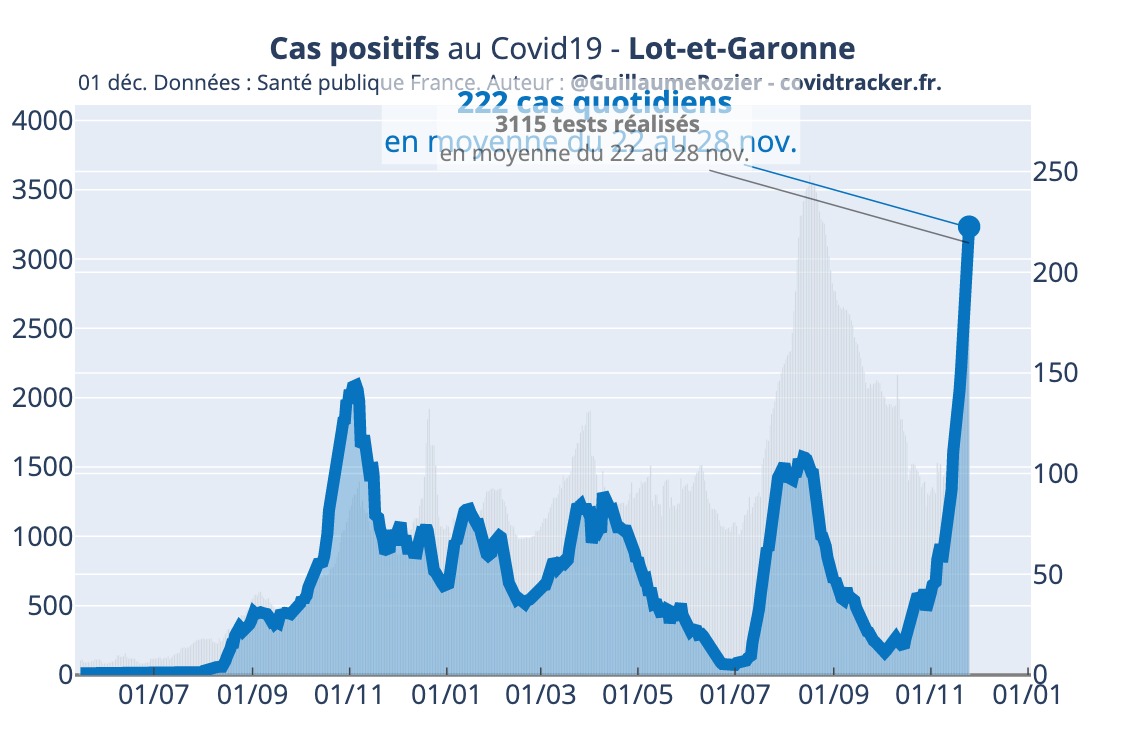 Cas positifs au Covid19 - Lot-et-Garonne
01 déc. Données : Santé publique France. Auteur : @GuillaumeRozier - covidtracker.fr.
222 cas quotidiens
3115 tests réalisés
en moyenne du 22 au 28 nov.
en moyenne du 22 au 28 nov.
4000
3500
3000
2500
2000
1500
1000
500
0
250
200
150
100
50
0
01/07 01/09 01/11 01/01 01/03 01/05 01/07 01/09 01/11 01/01